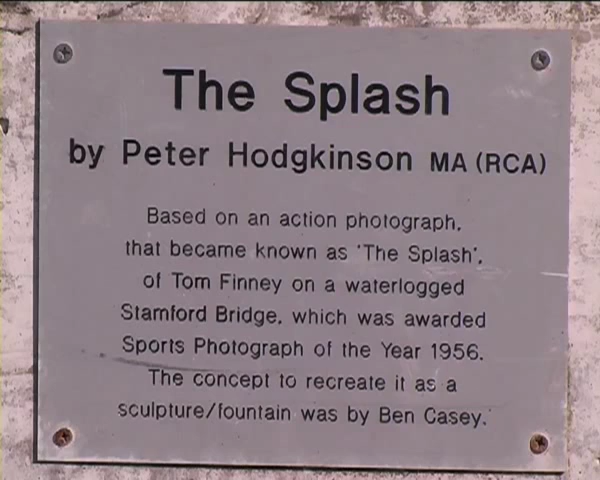 The Splash
by Peter Hodgkinson MA (RCA)
Based on an action photograph,
that became known as 'The Splash',
of Tom Finney on a waterlogged
Stamford Bridge, which was awarded
Sports Photograph of the Year 1956.
The concept to recreate it as a
sculpture/fountain was by Ben Casey.